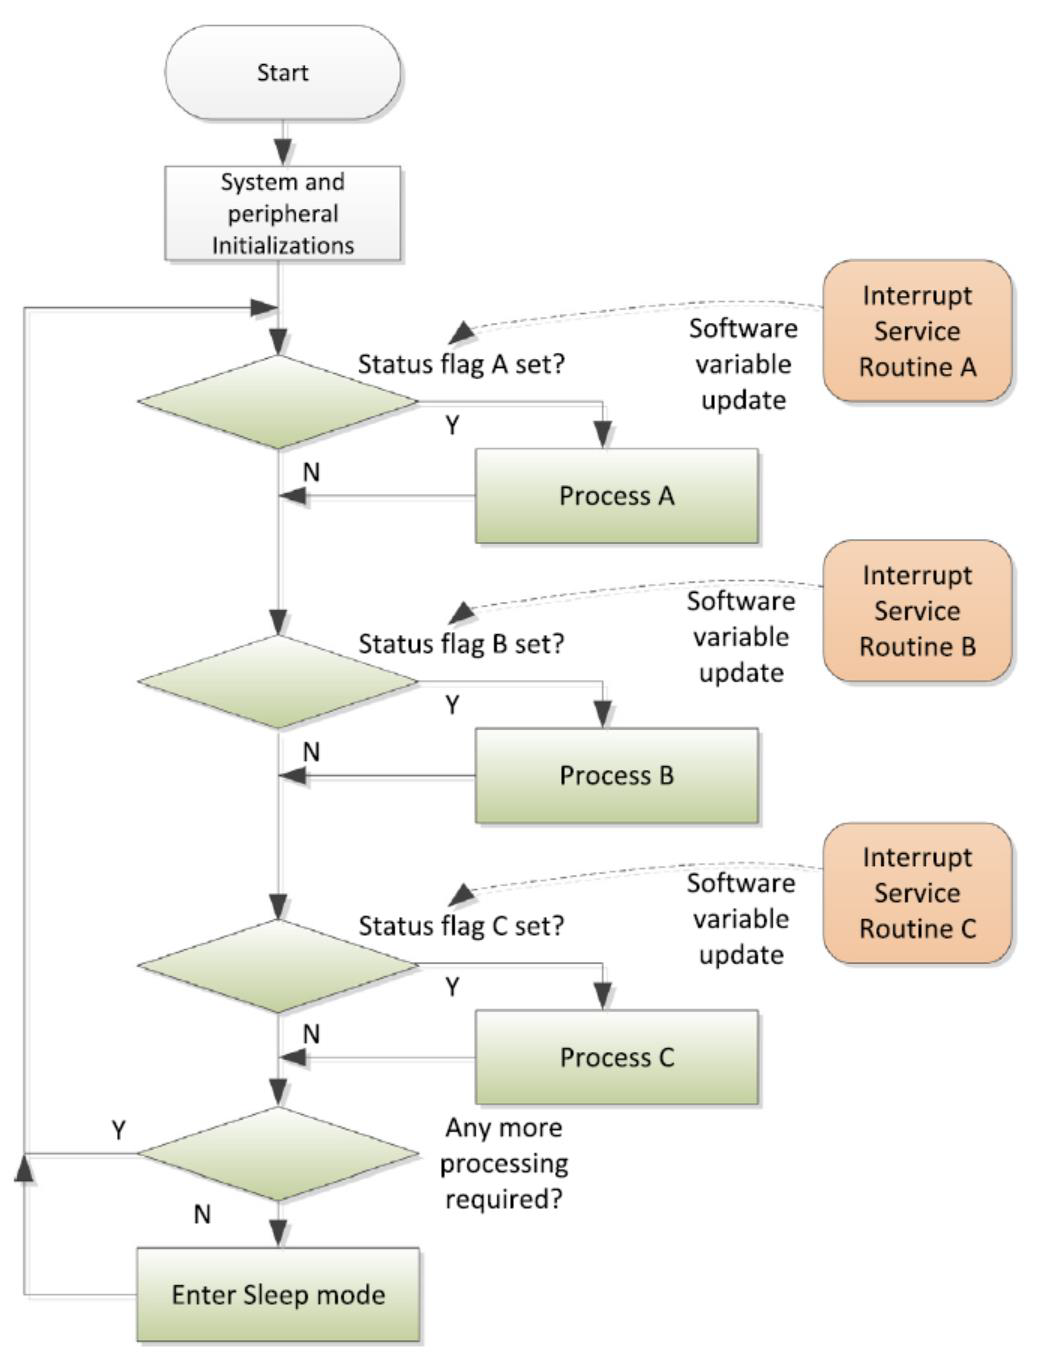 Start
System and
peripheral
Initializations
Interrupt
Service
Routine A
Software
variable
update
Status flag A set?
Y
N
Process A
Interrupt
Service
Routine B
Software
variable
update
Status flag B set?
Y
N
Process B
Interrupt
Service
Routine C
Software
variable
update
Status flag C set?
Y
N
Process C
Any more
processing
required?
Y
N
Enter Sleep mode